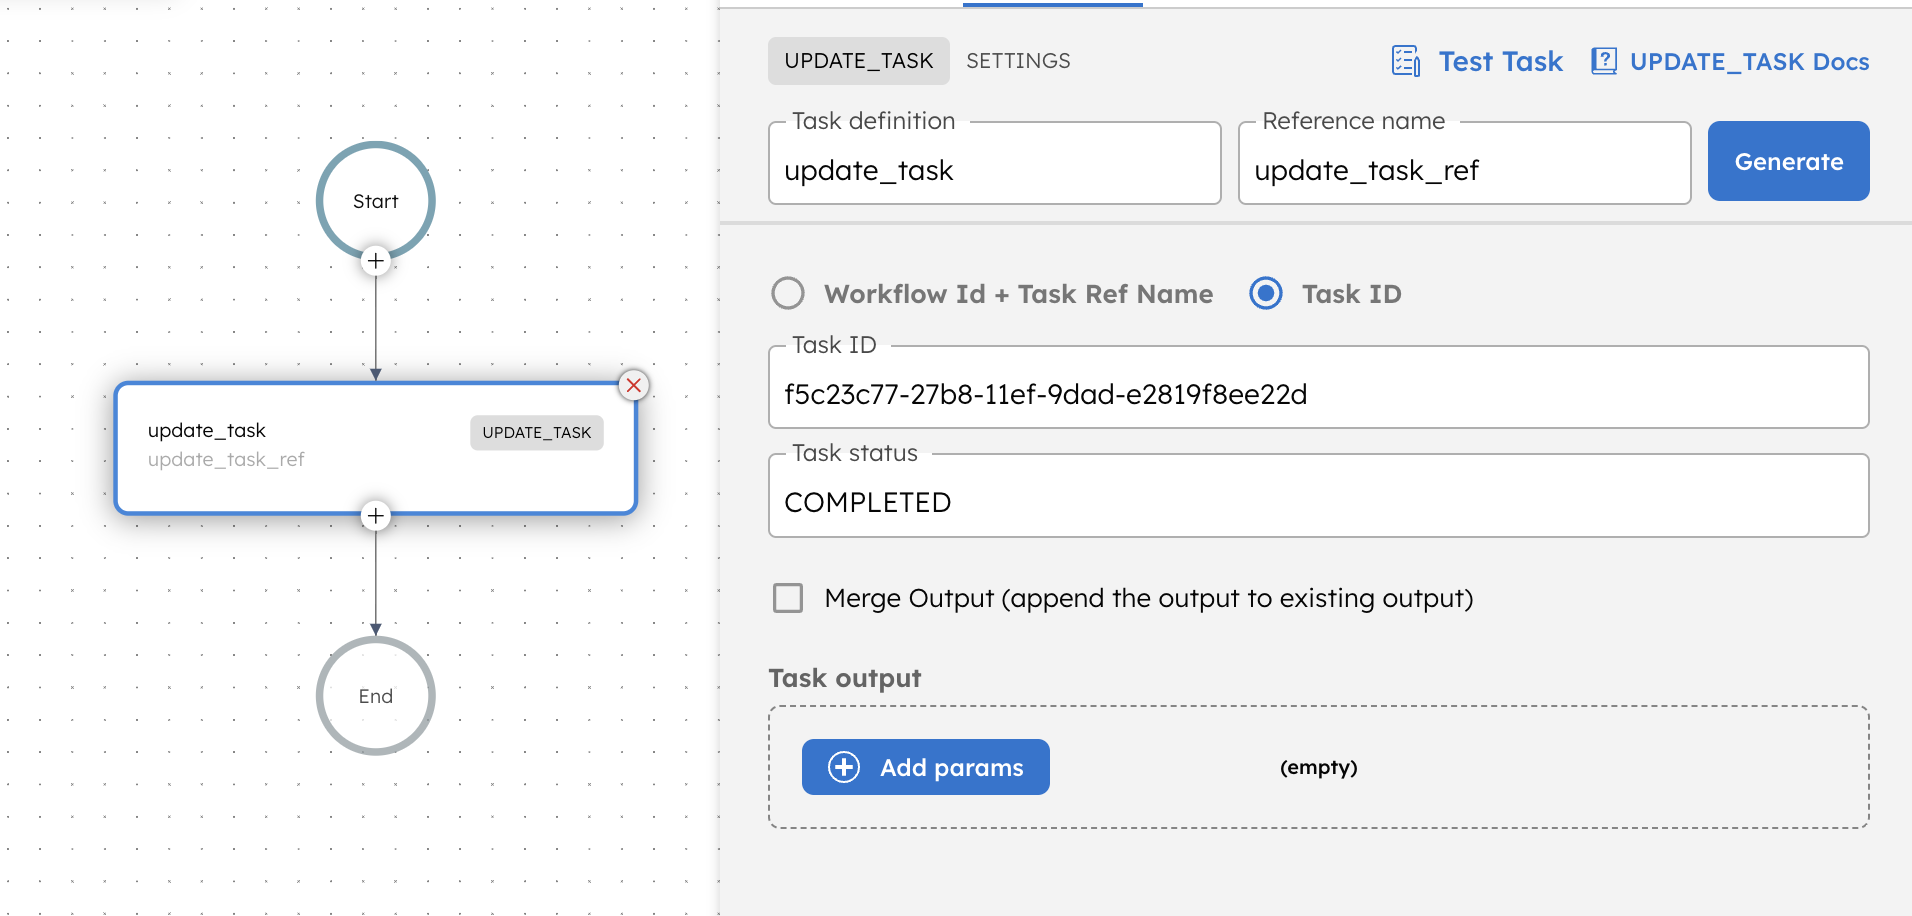 Start
update_task
UPDATE_TASK
update_task_ref
End
UPDATE_TASK
SETTINGS
Test Task
UPDATE_TASK Docs
Task definition
update_task
Reference name
update_task_ref
Generate
Workflow Id + Task Ref Name
Task ID
Task ID
f5c23c77-27b8-11ef-9dad-e2819f8ee22d
Task status
COMPLETED
Merge Output (append the output to existing output)
Task output
Add params
(empty)